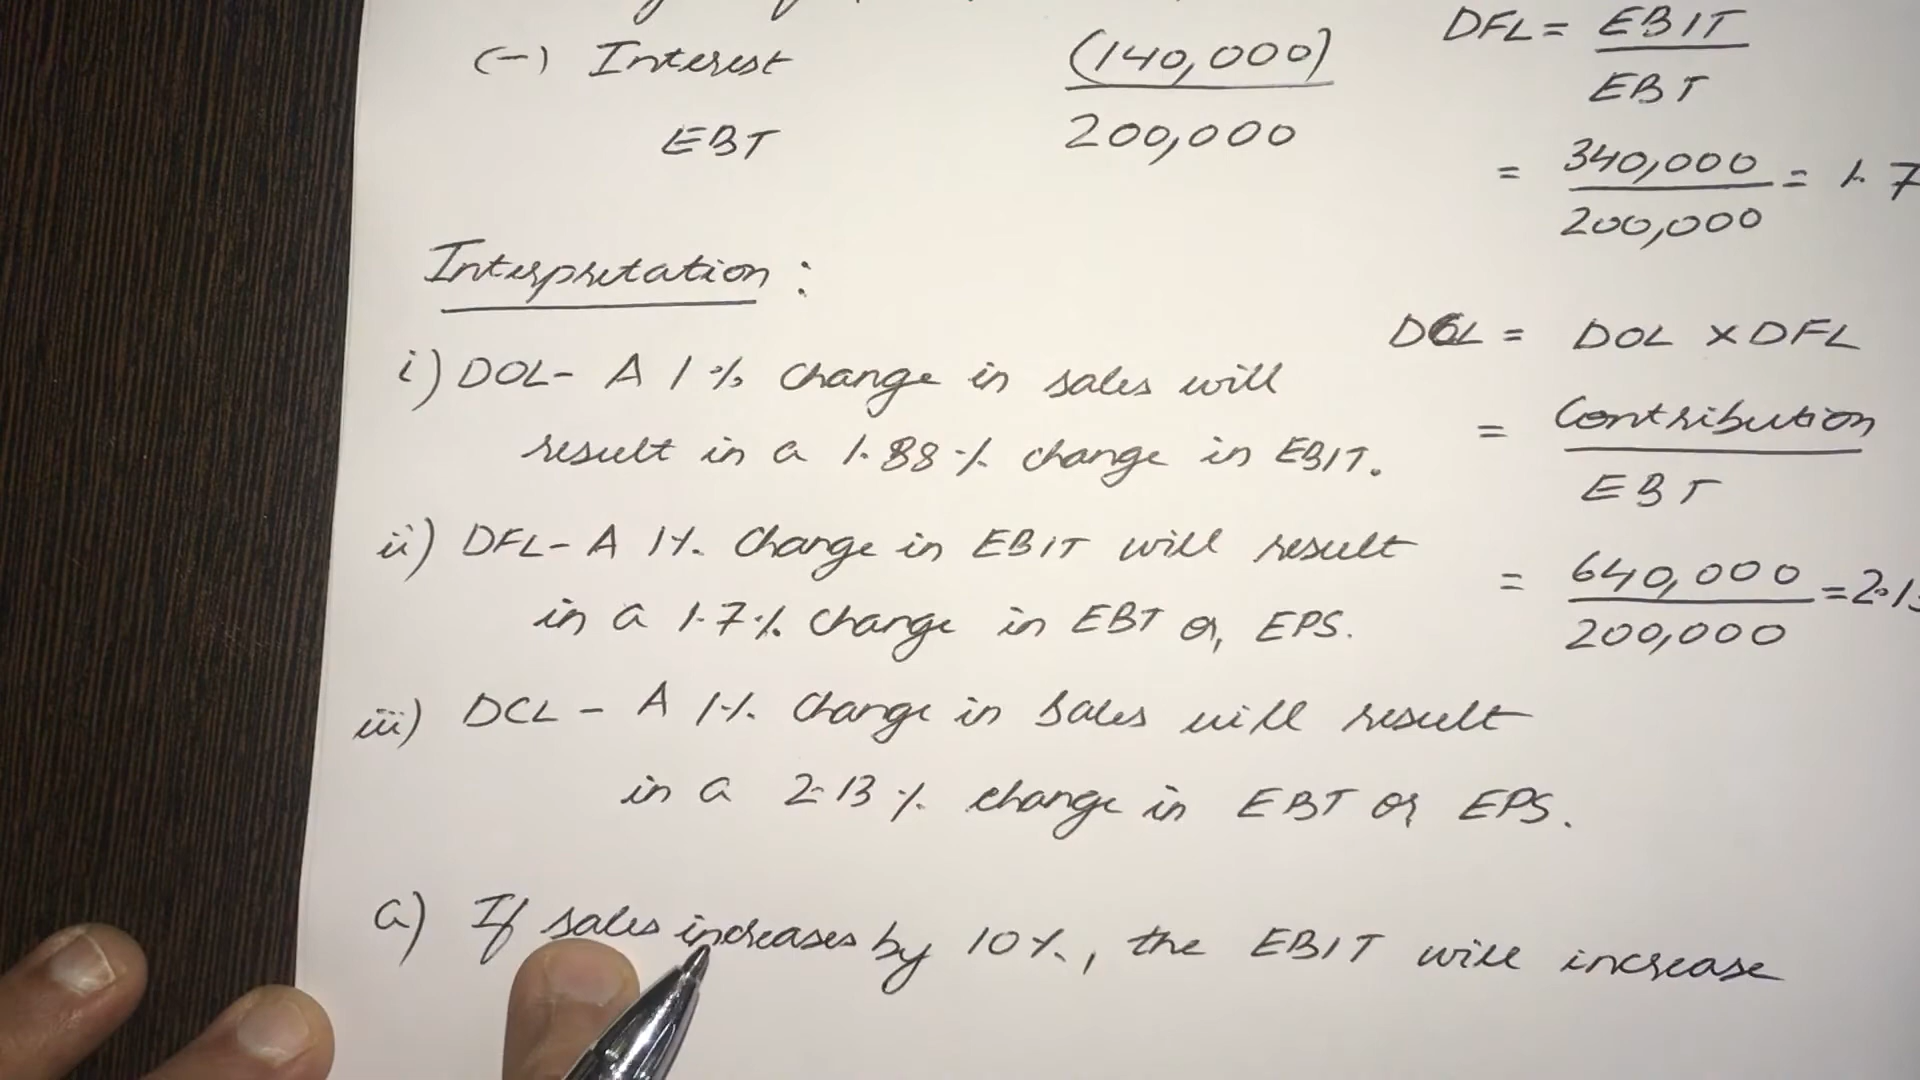 (-) Interest (140,000)
EBT 200,000
DFL = EBIT
EBT
= 340,000 = 1.7
200,000
Interpretation :
i) DOL- A 1% change in sales will
result in a 1.88% change in EBIT.
ii) DFL- A 1%. Change in EBIT will result
in a 1.7% change in EBT or, EPS.
iii) DCL - A 1%. Change in Sales will result
in a 2.13% change in EBT or EPS.
DCL = DOL X DFL
= Contribution
EBT
= 640,000 = 2.13
200,000
a) If sales increases by 10%, the EBIT will increase